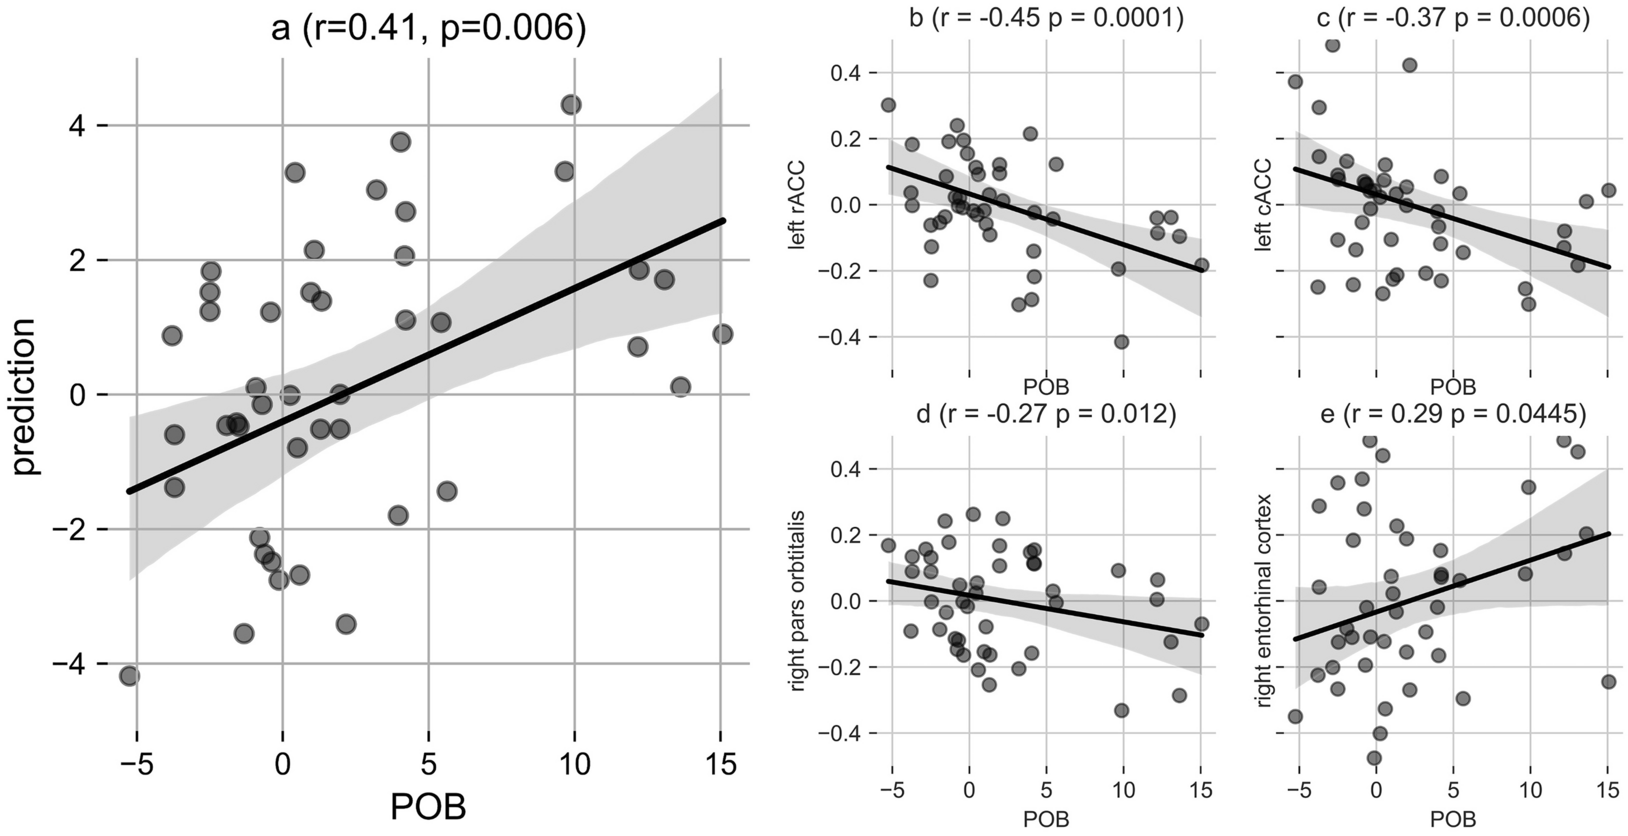 a (r=0.41, p=0.006)
prediction
4
2
0
−2
−4
−5 0 5 10 15
POB
b (r = -0.45 p = 0.0001)
left rACC
0.4
0.2
0.0
−0.2
−0.4
POB
c (r = -0.37 p = 0.0006)
left cACC
POB
d (r = -0.27 p = 0.012)
right pars orbtitalis
0.4
0.2
0.0
−0.2
−0.4
−5 0 5 10 15
POB
e (r = 0.29 p = 0.0445)
right entorhinal cortex
−5 0 5 10 15
POB